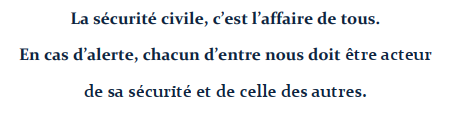 La sécurité civile, c’est l’affaire de tous.
En cas d’alerte, chacun d’entre nous doit être acteur
de sa sécurité et de celle des autres.